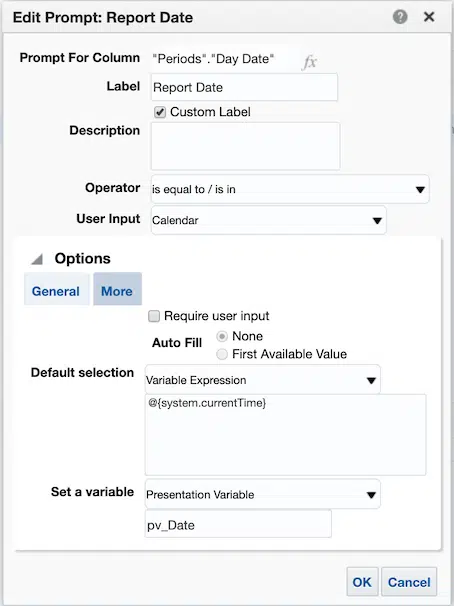 Edit Prompt: Report Date
Prompt For Column "Periods"."Day Date" fx
Label Report Date
Custom Label
Description
Operator is equal to / is in
User Input Calendar
Options
General More
Require user input
Auto Fill None
First Available Value
Default selection Variable Expression
@{system.currentTime}
Set a variable Presentation Variable
pv_Date
OK Cancel